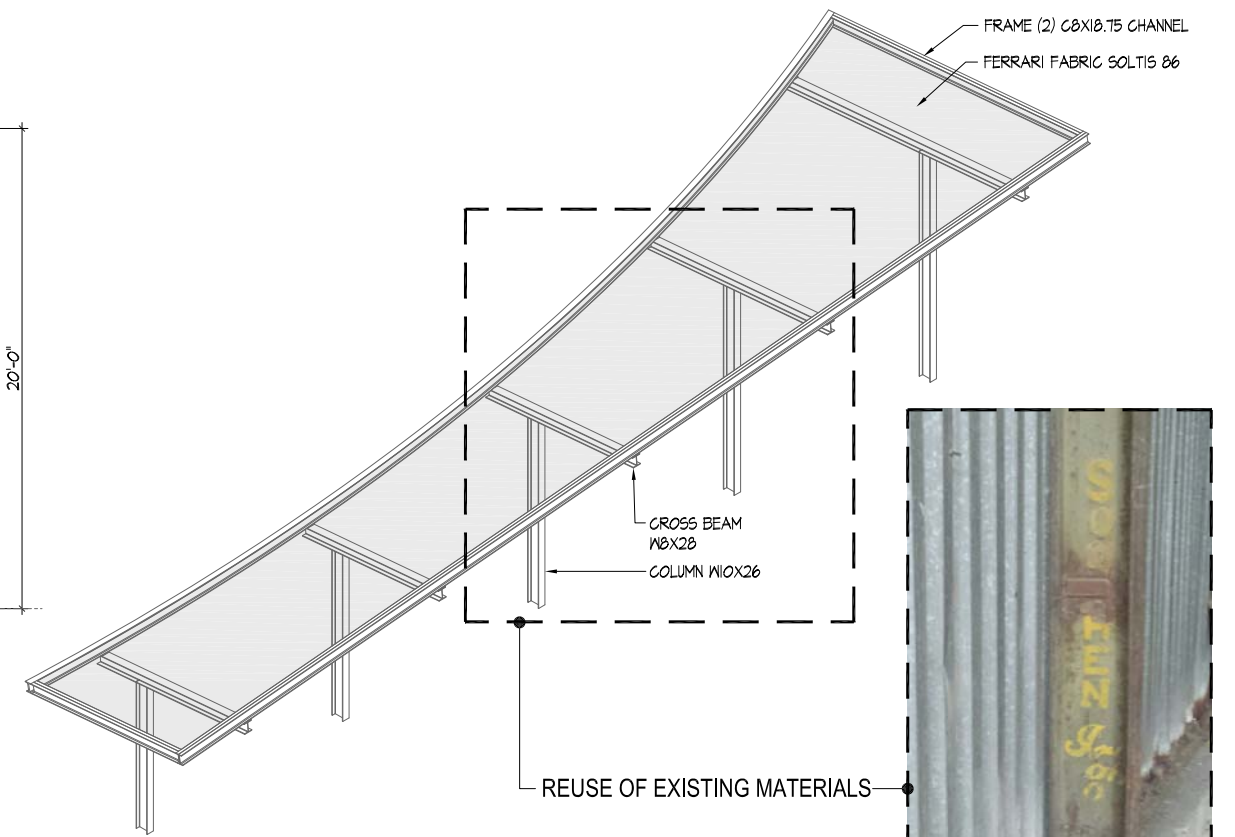 FRAME (2) C8X18.75 CHANNEL
FERRARI FABRIC SOLTIS 86
20'-0"
CROSS BEAM
W8X28
COLUMN W10X26
REUSE OF EXISTING MATERIALS